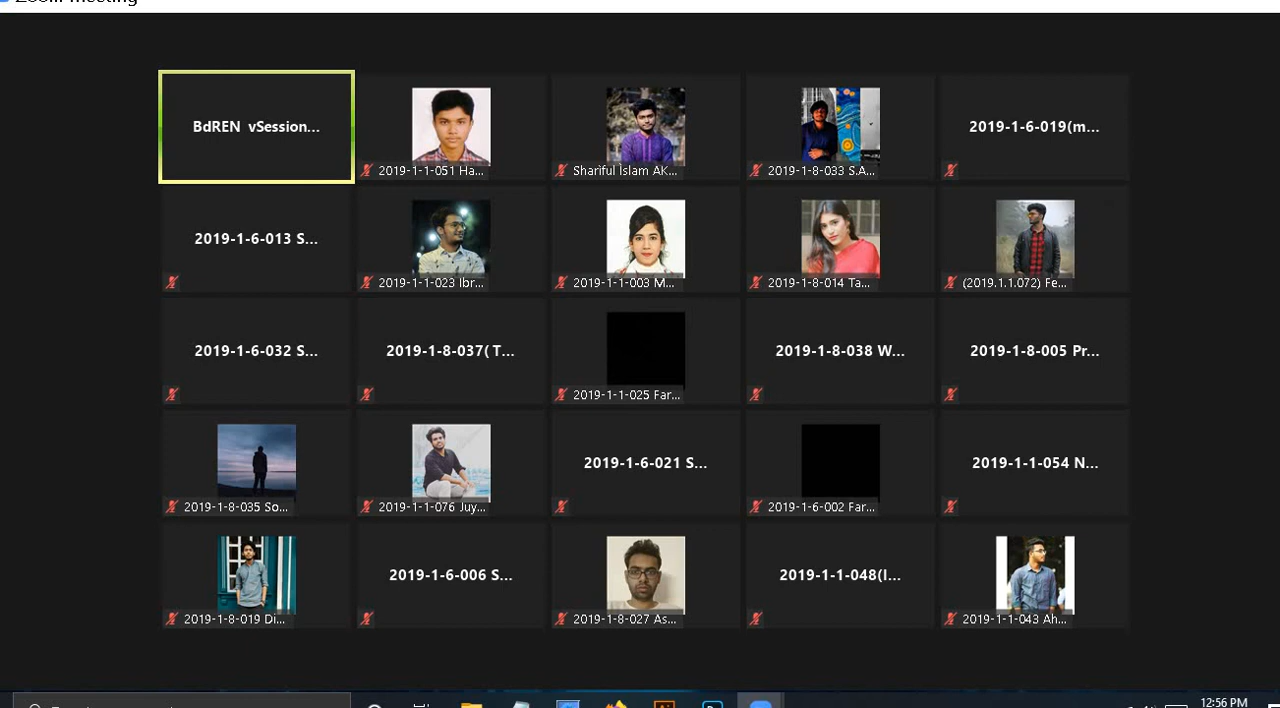 Zoom Meeting
BdREN vSession...
2019-1-1-051 Ha...
Shariful Islam AK...
2019-1-8-033 S.A...
2019-1-6-019(m...
2019-1-6-013 S...
2019-1-1-023 Ibr...
2019-1-1-003 M...
2019-1-8-014 Ta...
(2019.1.1.072) Fe...
2019-1-6-032 S...
2019-1-8-037( T...
2019-1-1-025 Far...
2019-1-8-038 W...
2019-1-8-005 Pr...
2019-1-8-035 So...
2019-1-1-076 Juy...
2019-1-6-021 S...
2019-1-6-002 Far...
2019-1-1-054 N...
2019-1-8-019 Di...
2019-1-6-006 S...
2019-1-8-027 As...
2019-1-1-048(I...
2019-1-1-043 Ah...
12:56 PM